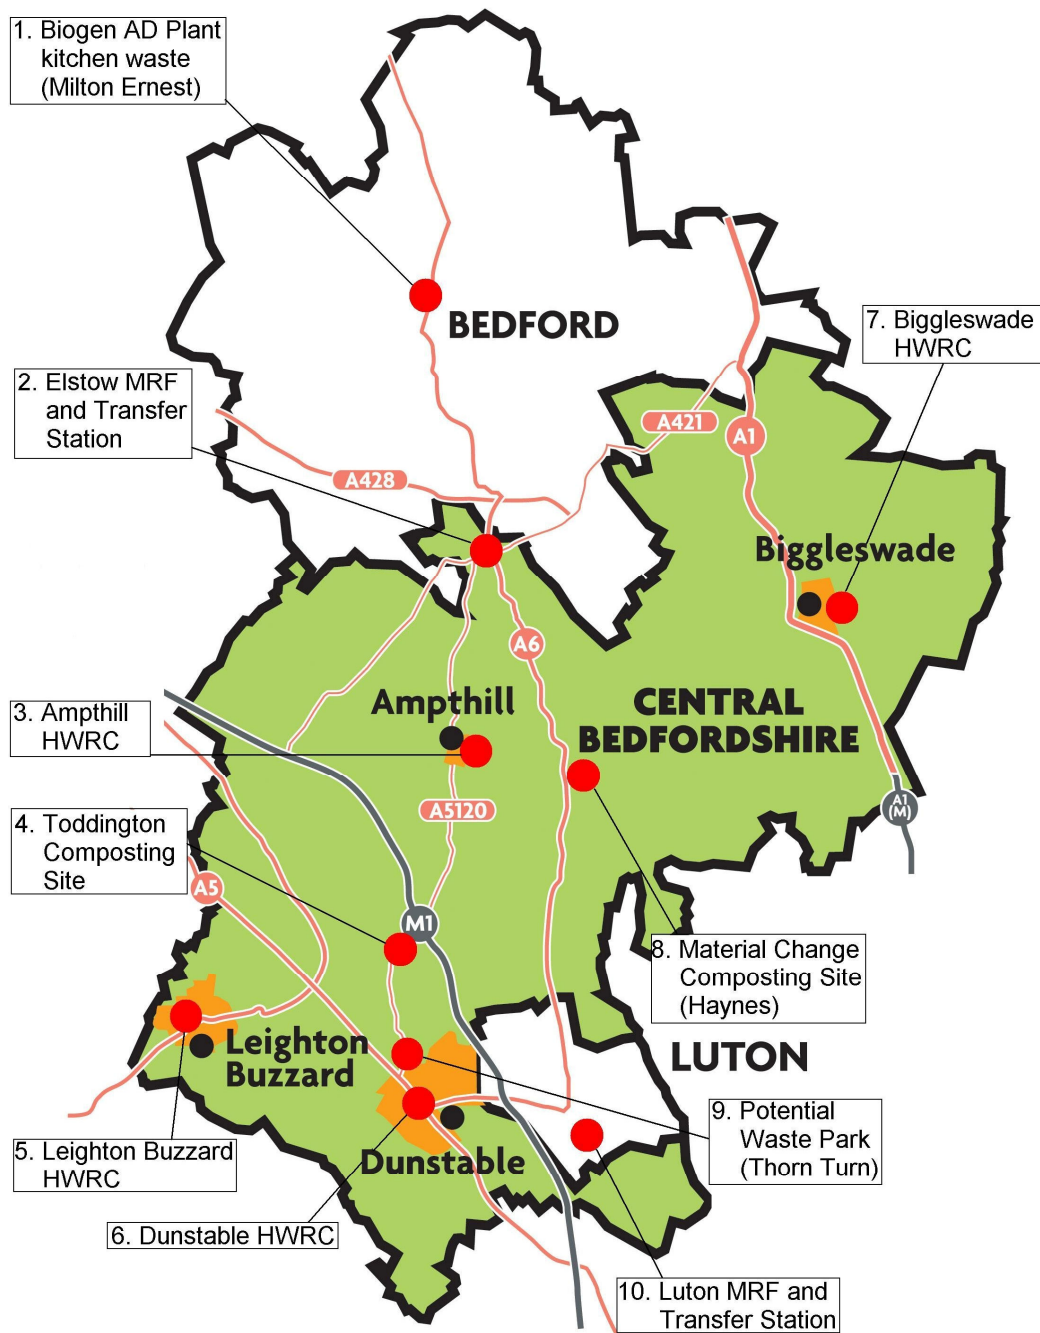 1. Biogen AD Plant
kitchen waste
(Milton Ernest)
BEDFORD
7. Biggleswade
HWRC
2. Elstow MRF
and Transfer
Station
A421
A1
A428
Biggleswade
A6
3. Ampthill
HWRC
Ampthill
CENTRAL
BEDFORDSHIRE
A5120
A1
(M)
4. Toddington
Composting
Site
A5
M1
8. Material Change
Composting Site
(Haynes)
Leighton
Buzzard
LUTON
9. Potential
Waste Park
(Thorn Turn)
5. Leighton Buzzard
HWRC
Dunstable
6. Dunstable HWRC
10. Luton MRF and
Transfer Station